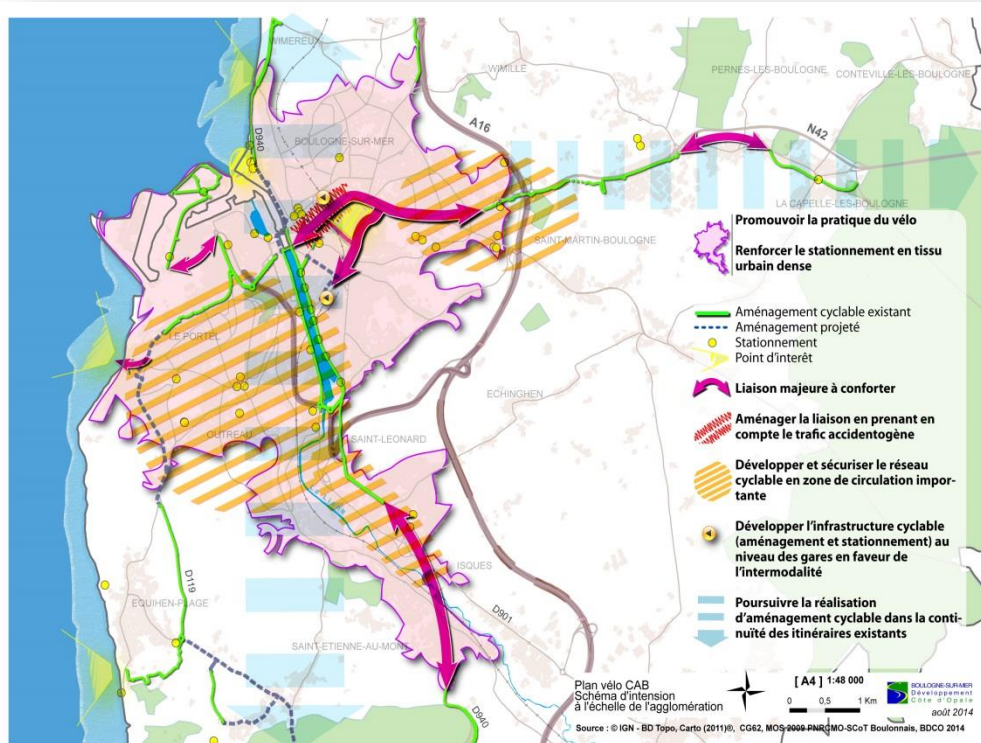 WIMEREUX
WIMILLE
PERNES-LES-BOULOGNE
CONTEVILLE-LES-BOULOGNE
A16
D940
N42
BOULOGNE-SUR-MER
LA CAPELLE-LES-BOULOGNE
SAINT-MARTIN-BOULOGNE
LE PORTEL
ECHINGHEN
OUTREAU
SAINT-LEONARD
ISQUES
D119
D901
EQUIHEN-PLAGE
SAINT-ETIENNE-AU-MONT
D940
Promouvoir la pratique du vélo
Renforcer le stationnement en tissu
urbain dense
Aménagement cyclable existant
Aménagement projeté
Stationnement
Point d'interêt
Liaison majeure à conforter
Aménager la liaison en prenant en
compte le trafic accidentogène
Développer et sécuriser le réseau
cyclable en zone de circulation impor-
tante
Développer l'infrastructure cyclable
(aménagement et stationnement) au
niveau des gares en faveur de
l'intermodalité
Poursuivre la réalisation
d'aménagement cyclable dans la conti-
nuité des itinéraires existants
Plan vélo CAB
Schéma d'intension
à l'échelle de l'agglomération
[ A4 ] 1:48 000
0 0,5 1 Km
BOULOGNE-SUR-MER
Développement
Côte d'Opale
août 2014
Source : © IGN - BD Topo, Carto (2011)®, CG62, MOS 2009 PNRCMO-SCoT Boulonnais, BDCO 2014